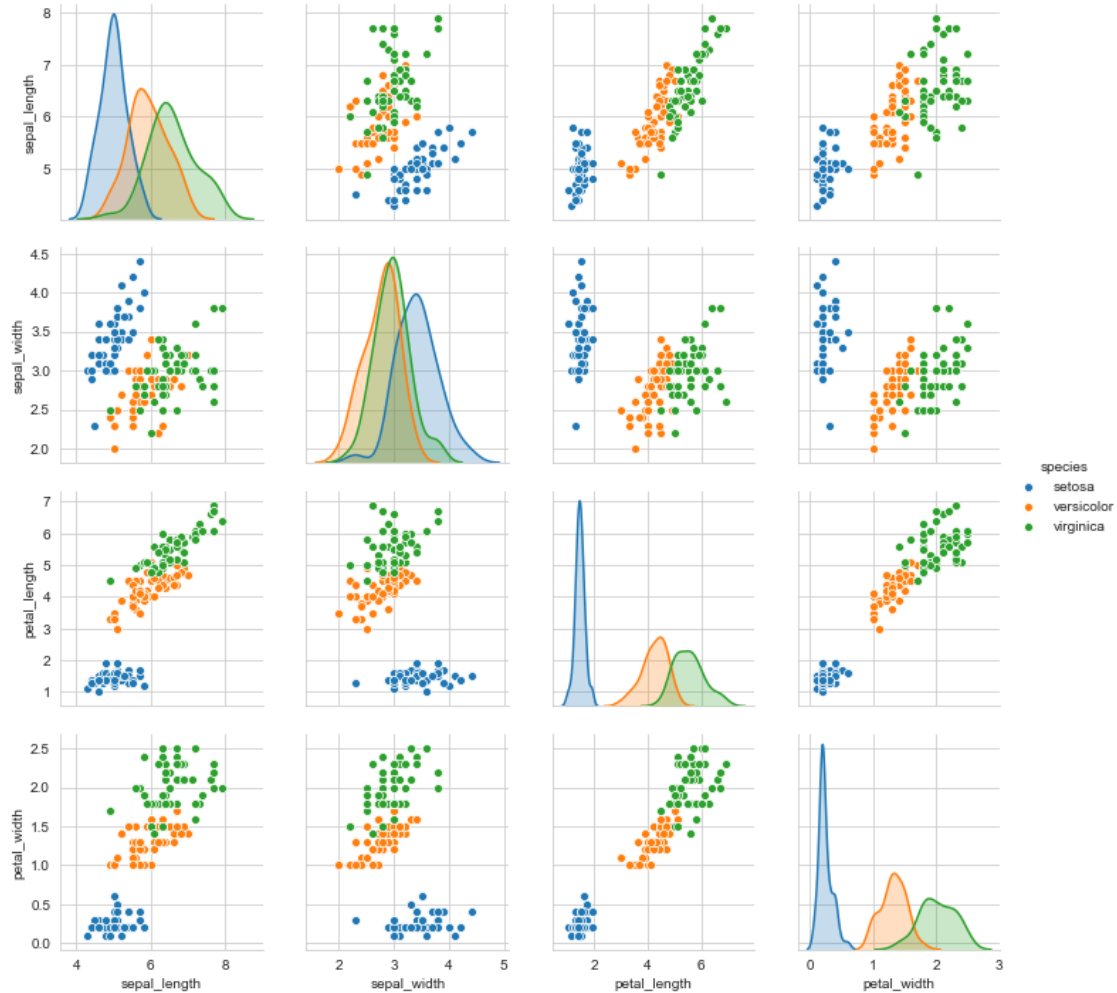 8
7
6
5
sepal_length
4.5
4.0
3.5
3.0
2.5
2.0
sepal_width
species
setosa
versicolor
virginica
7
6
5
4
3
2
1
petal_length
2.5
2.0
1.5
1.0
0.5
0.0
petal_width
4 6 8 2 3 4 5 2 4 6 0 1 2 3
sepal_length sepal_width petal_length petal_width